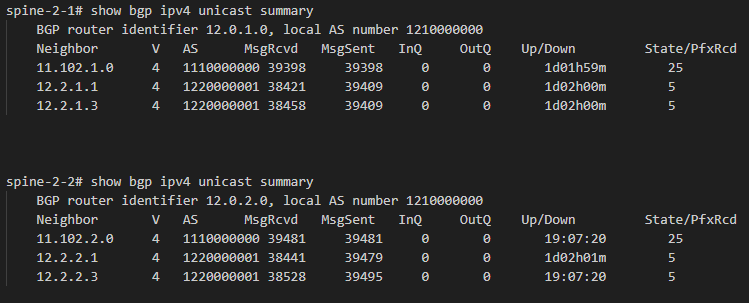 spine-2-1# show bgp ipv4 unicast summary
BGP router identifier 12.0.1.0, local AS number 1210000000
Neighbor V AS MsgRcvd MsgSent InQ OutQ Up/Down State/PfxRcd
11.102.1.0 4 1110000000 39398 39398 0 0 1d01h59m 25
12.2.1.1 4 1220000001 38421 39409 0 0 1d02h00m 5
12.2.1.3 4 1220000001 38458 39409 0 0 1d02h00m 5
spine-2-2# show bgp ipv4 unicast summary
BGP router identifier 12.0.2.0, local AS number 1210000000
Neighbor V AS MsgRcvd MsgSent InQ OutQ Up/Down State/PfxRcd
11.102.2.0 4 1110000000 39481 39481 0 0 19:07:20 25
12.2.2.1 4 1220000001 38441 39479 0 0 1d02h01m 5
12.2.2.3 4 1220000001 38528 39495 0 0 19:07:20 5